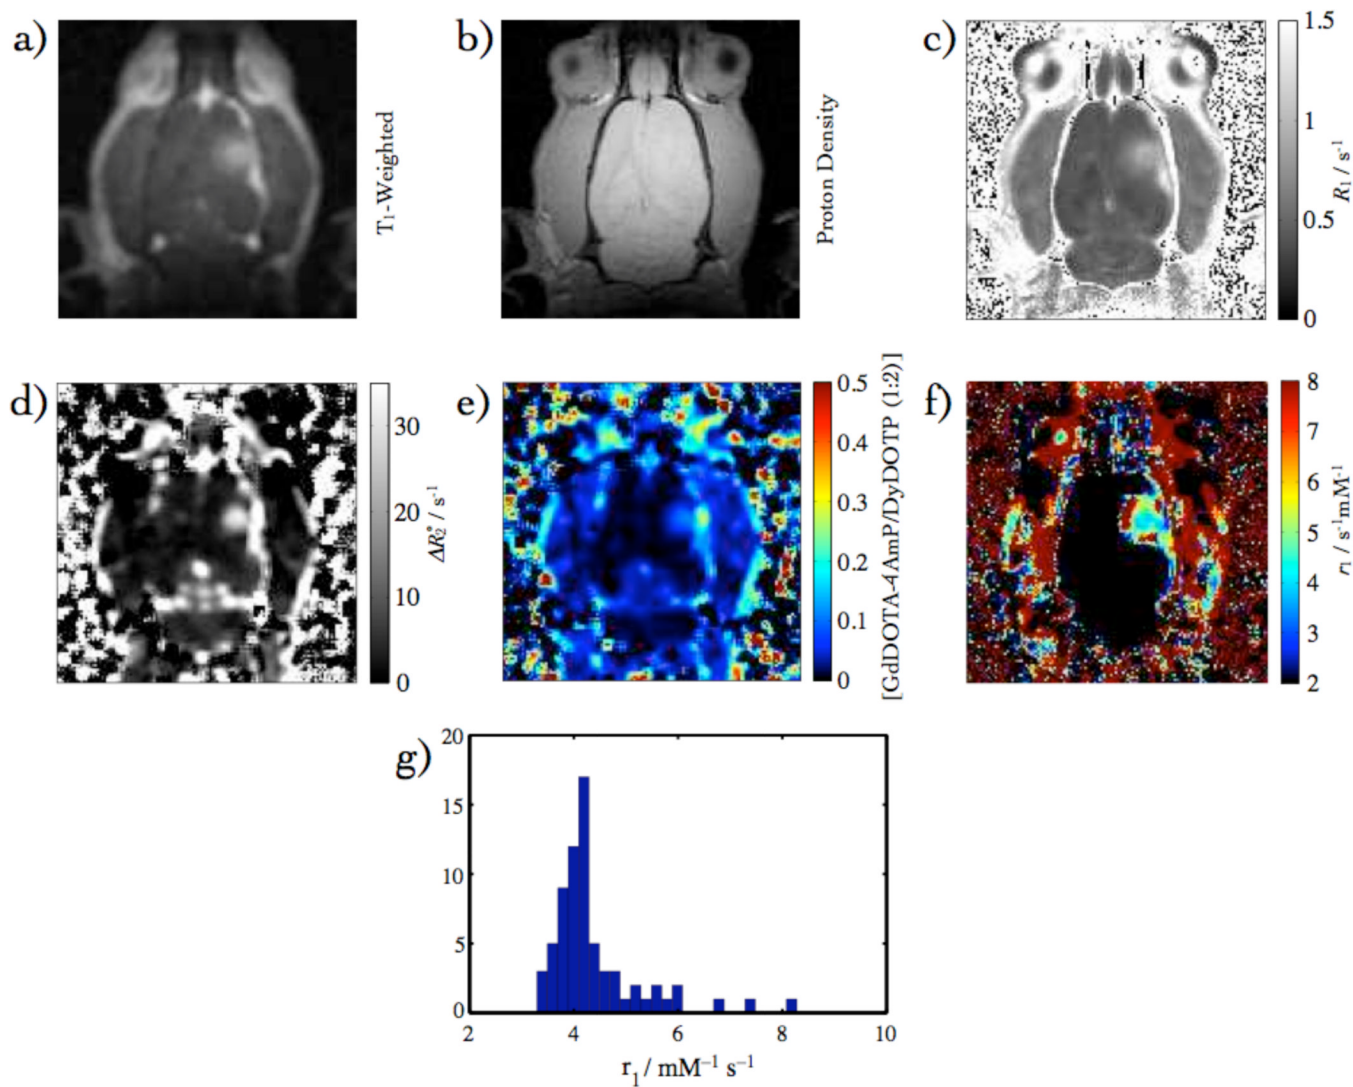 a)
T₁-Weighted
b)
Proton Density
c)
1.5
1
0.5
0
R₁ / s⁻¹
d)
30
20
10
0
ΔR₂* / s⁻¹
e)
0.5
0.4
0.3
0.2
0.1
0
[GdDOTA-4AmP/DyDOTP (1:2)]
f)
8
7
6
5
4
3
2
r₁ / s⁻¹mM⁻¹
g)
20
15
10
5
0
2 4 6 8 10
r₁ / mM⁻¹ s⁻¹